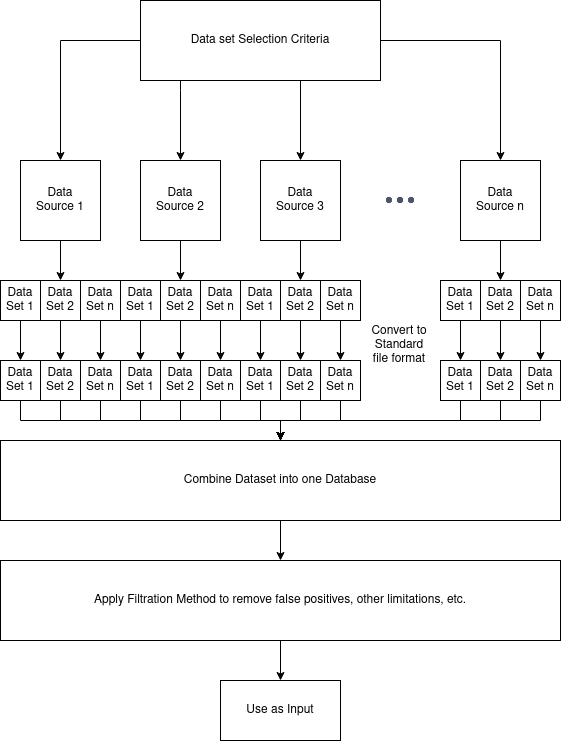 Data set Selection Criteria
Data
Source 1
Data
Source 2
Data
Source 3
Data
Source n
Data
Set 1
Data
Set 2
Data
Set n
Data
Set 1
Data
Set 2
Data
Set n
Data
Set 1
Data
Set 2
Data
Set n
Data
Set 1
Data
Set 2
Data
Set n
Convert to
Standard
file format
Data
Set 1
Data
Set 2
Data
Set n
Data
Set 1
Data
Set 2
Data
Set n
Data
Set 1
Data
Set 2
Data
Set n
Data
Set 1
Data
Set 2
Data
Set n
Combine Dataset into one Database
Apply Filtration Method to remove false positives, other limitations, etc.
Use as Input